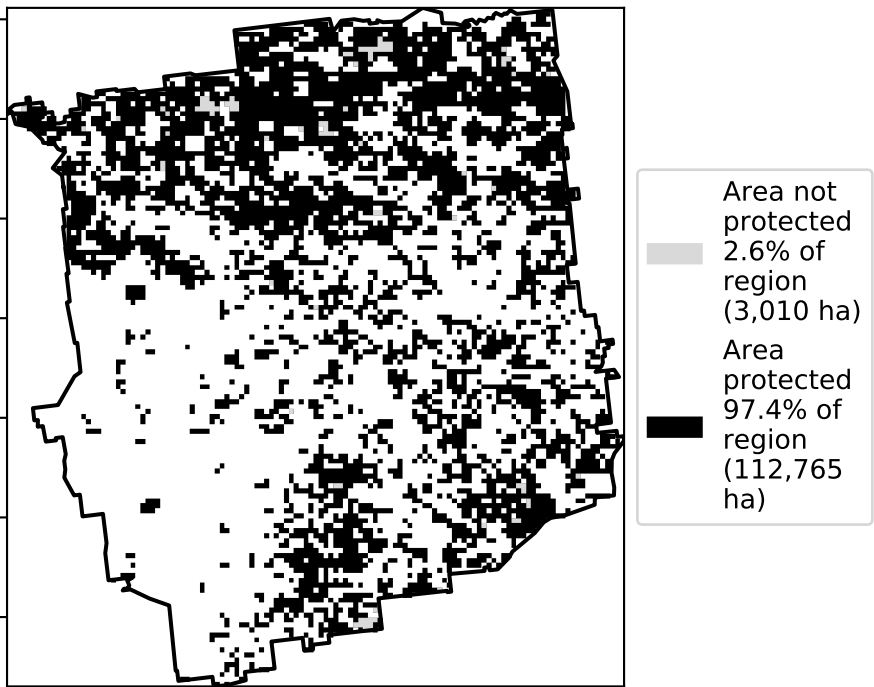 Area not
protected
2.6% of
region
(3,010 ha)
Area
protected
97.4% of
region
(112,765
ha)